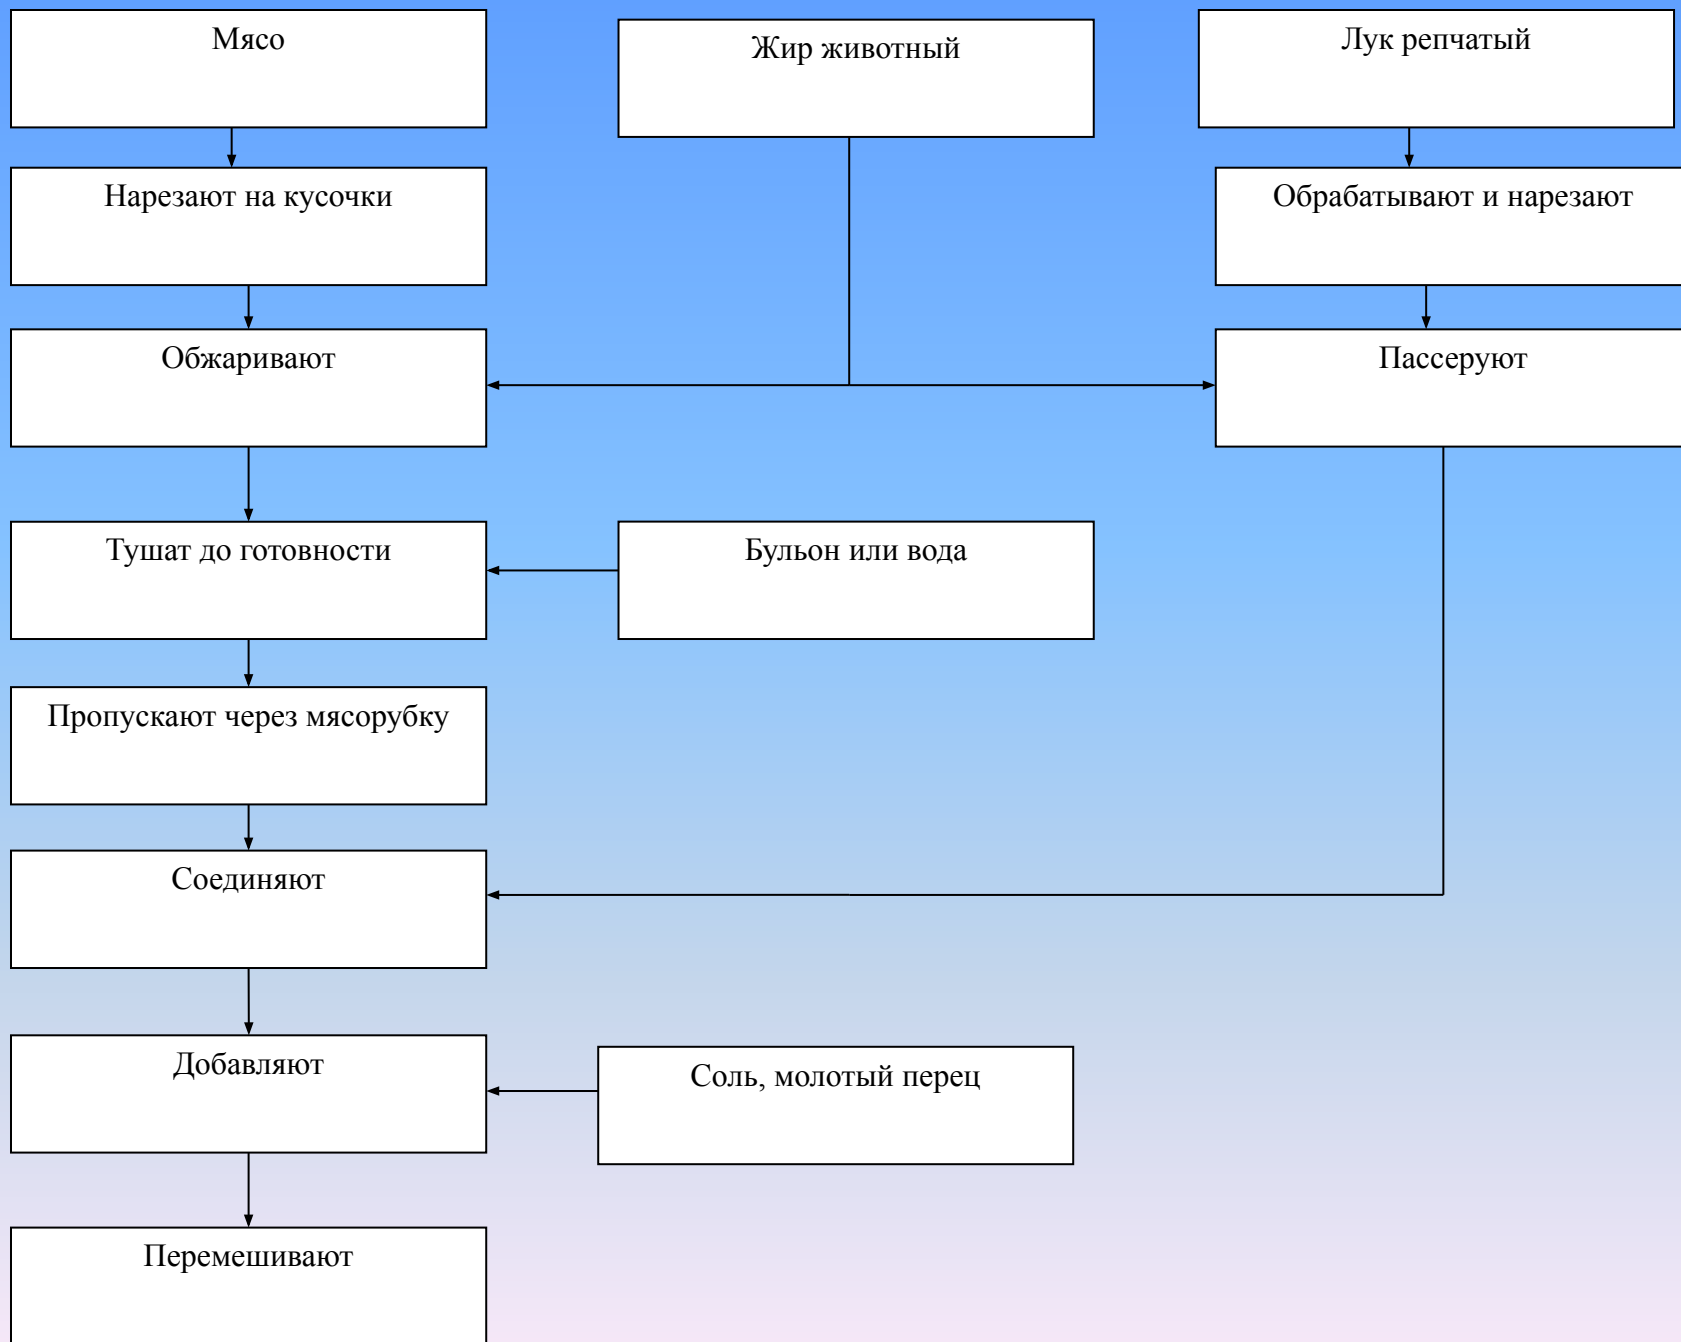 Мясо
Жир животный
Лук репчатый
Нарезают на кусочки
Обрабатывают и нарезают
Обжаривают
Пассеруют
Тушат до готовности
Бульон или вода
Пропускают через мясорубку
Соединяют
Добавляют
Соль, молотый перец
Перемешивают